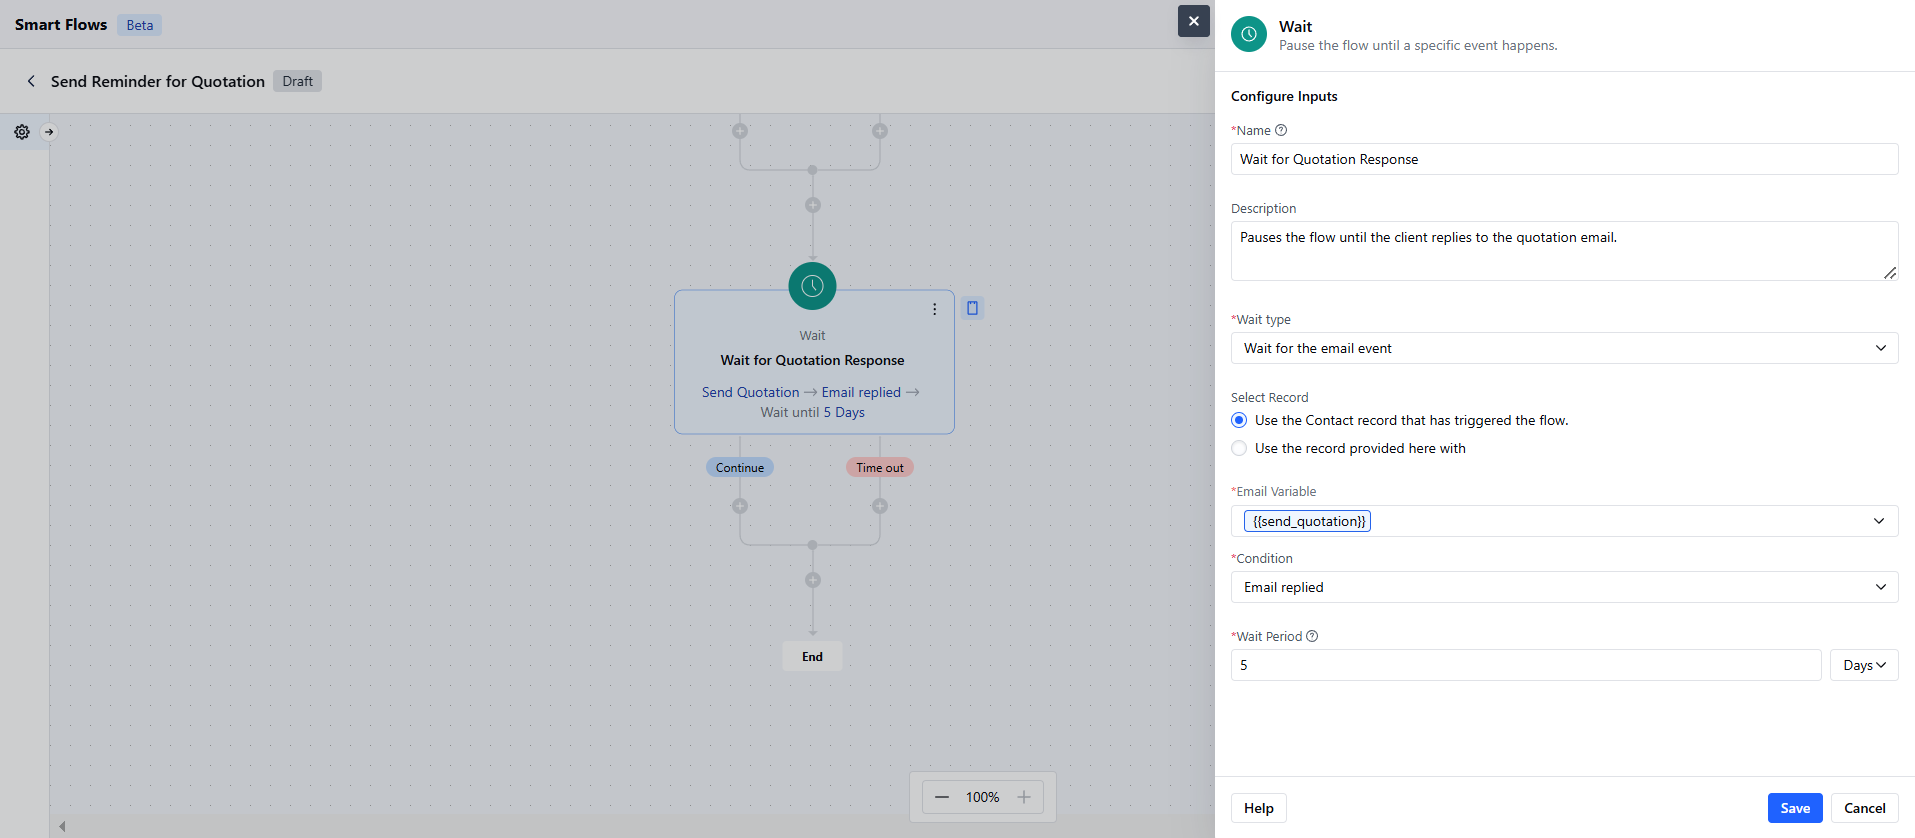 Smart Flows Beta
Send Reminder for Quotation Draft
Wait
Wait for Quotation Response
Send Quotation → Email replied →
Wait until 5 Days
Continue Time out
End
100%
Wait
Pause the flow until a specific event happens.
Configure Inputs
*Name
Wait for Quotation Response
Description
Pauses the flow until the client replies to the quotation email.
*Wait type
Wait for the email event
Select Record
Use the Contact record that has triggered the flow.
Use the record provided here with
*Email Variable
{{send_quotation}}
*Condition
Email replied
*Wait Period
5 Days
Help Save Cancel